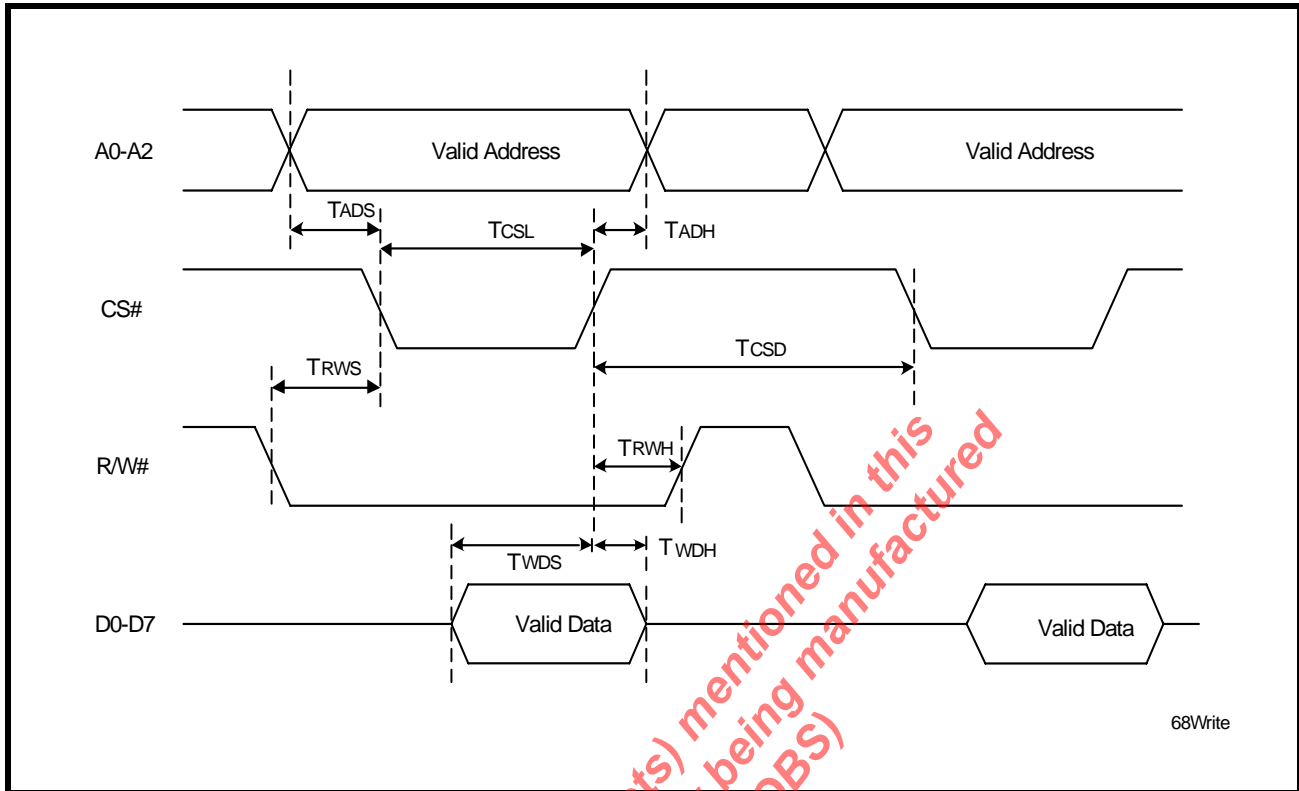 A0-A2
Valid Address
Valid Address
TADS
TCSL
TADH
CS#
TCSD
TRWS
R/W#
TRWH
TWDS
TWDH
D0-D7
Valid Data
Valid Data
68Write
mentioned in this
being manufactured
OBS)